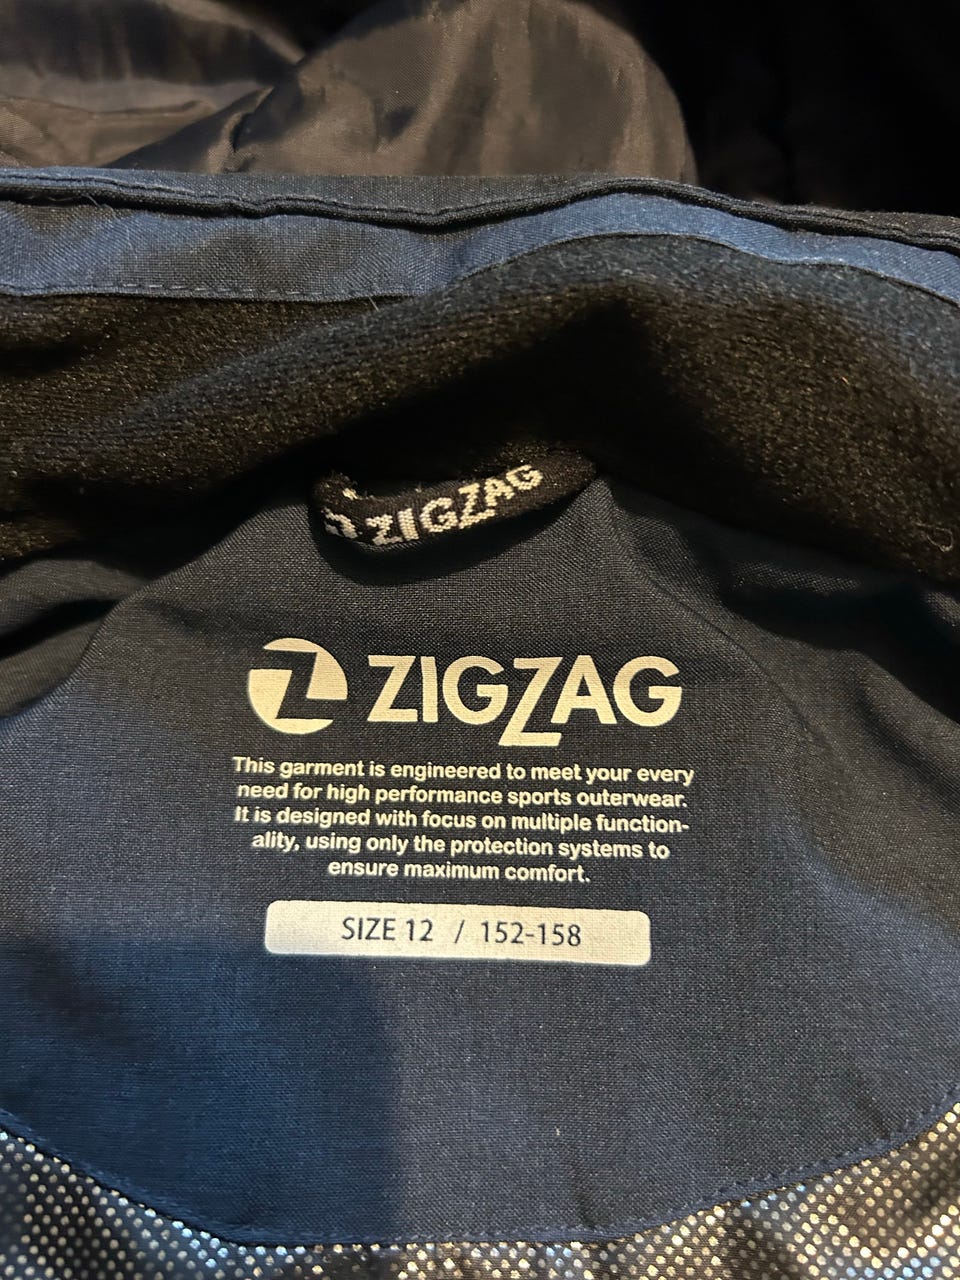 ZIGZAG
ZIGZAG
This garment is engineered to meet your every
need for high performance sports outerwear.
It is designed with focus on multiple function-
ality, using only the protection systems to
ensure maximum comfort.
SIZE 12 / 152-158